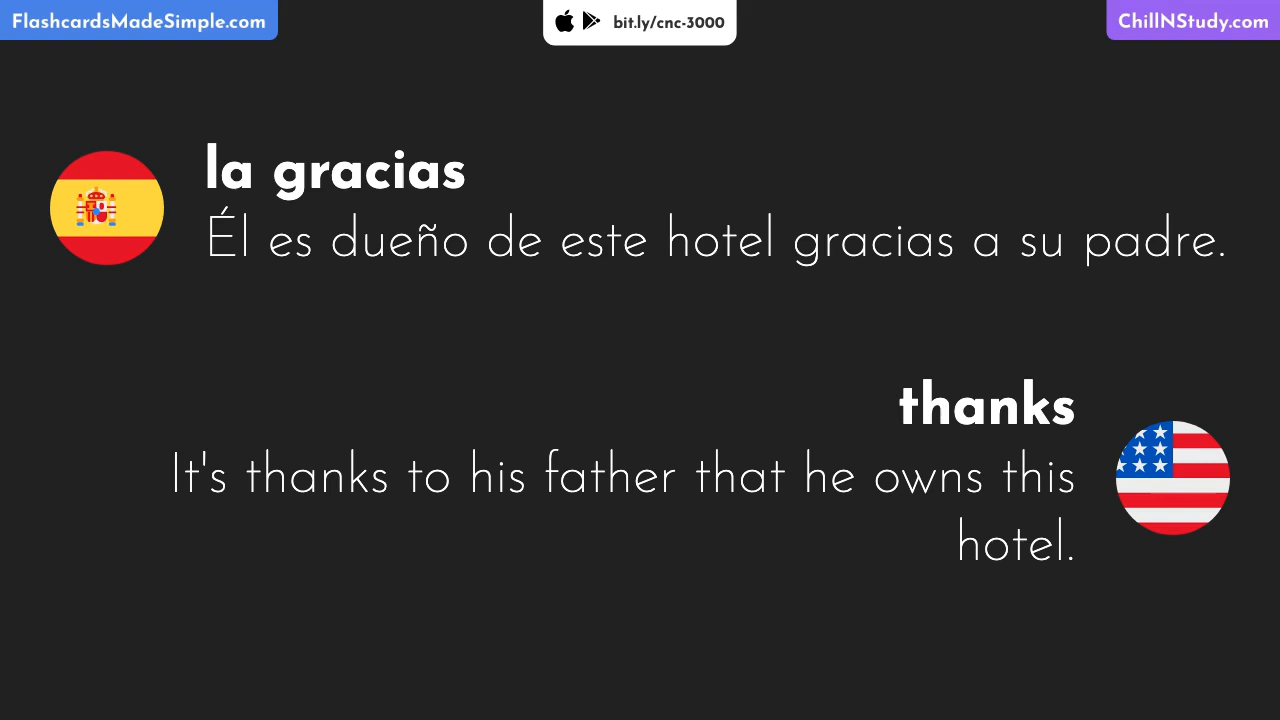 FlashcardsMadeSimple.com
bit.ly/cnc-3000
ChillNStudy.com
la gracias
Él es dueño de este hotel gracias a su padre.
thanks
It's thanks to his father that he owns this
hotel.